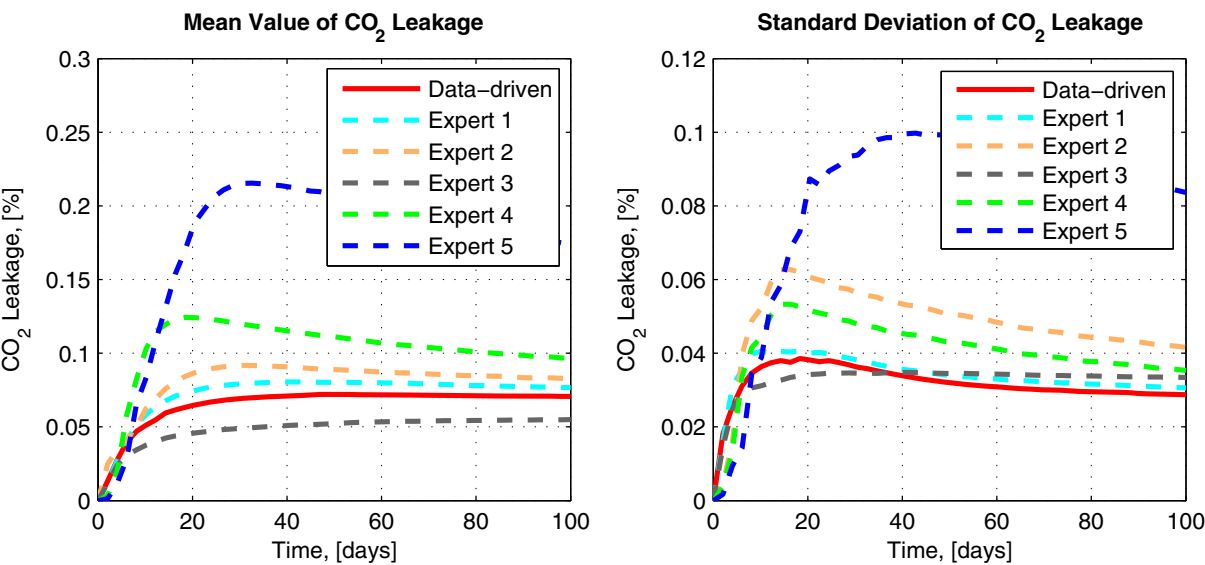 Mean Value of CO2 Leakage
0.3
0.25
0.2
0.15
0.1
0.05
0
CO2 Leakage, [%]
Data−driven
Expert 1
Expert 2
Expert 3
Expert 4
Expert 5
0 20 40 60 80 100
Time, [days]
Standard Deviation of CO2 Leakage
0.12
0.1
0.08
0.06
0.04
0.02
0
CO2 Leakage, [%]
Data−driven
Expert 1
Expert 2
Expert 3
Expert 4
Expert 5
0 20 40 60 80 100
Time, [days]